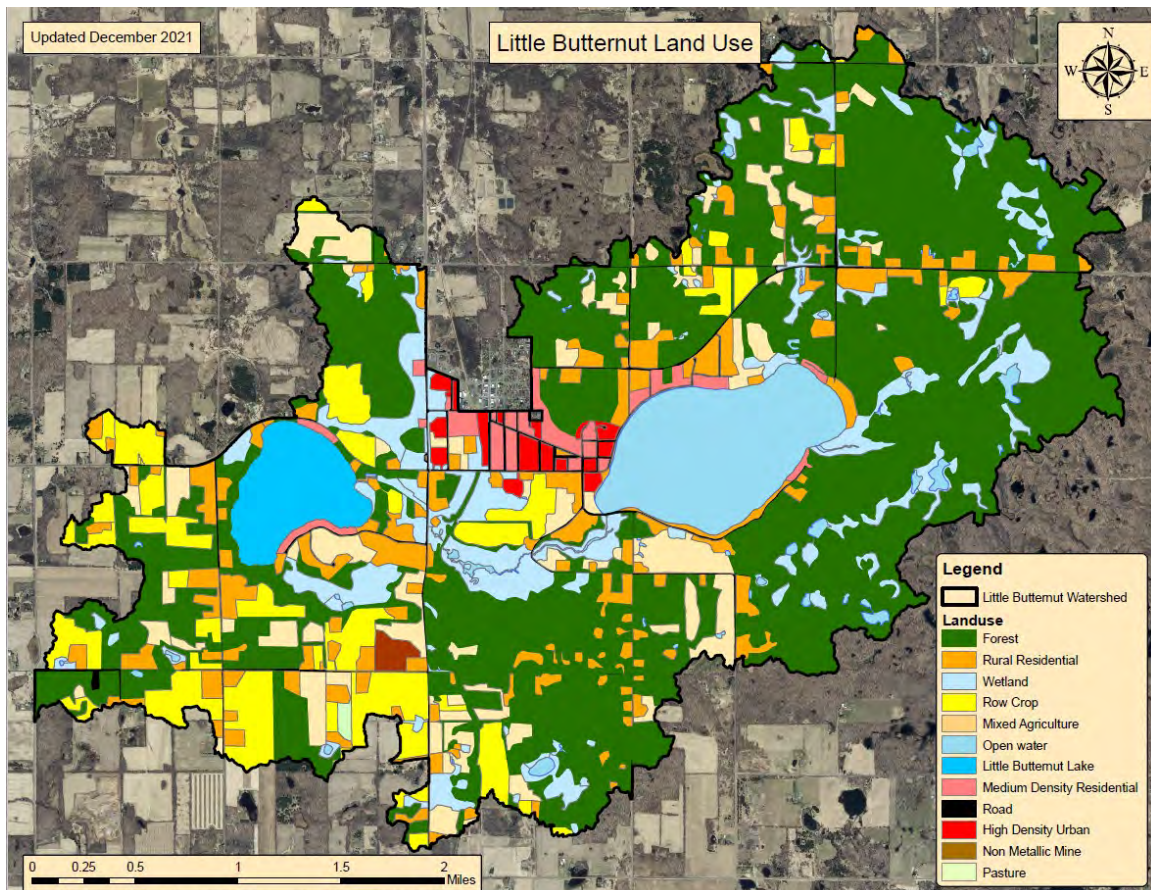 Updated December 2021
Little Butternut Land Use
N
W E
S
Legend
Little Butternut Watershed
Landuse
Forest
Rural Residential
Wetland
Row Crop
Mixed Agriculture
Open water
Little Butternut Lake
Medium Density Residential
Road
High Density Urban
Non Metallic Mine
Pasture
0 0.25 0.5 1 1.5 2
Miles